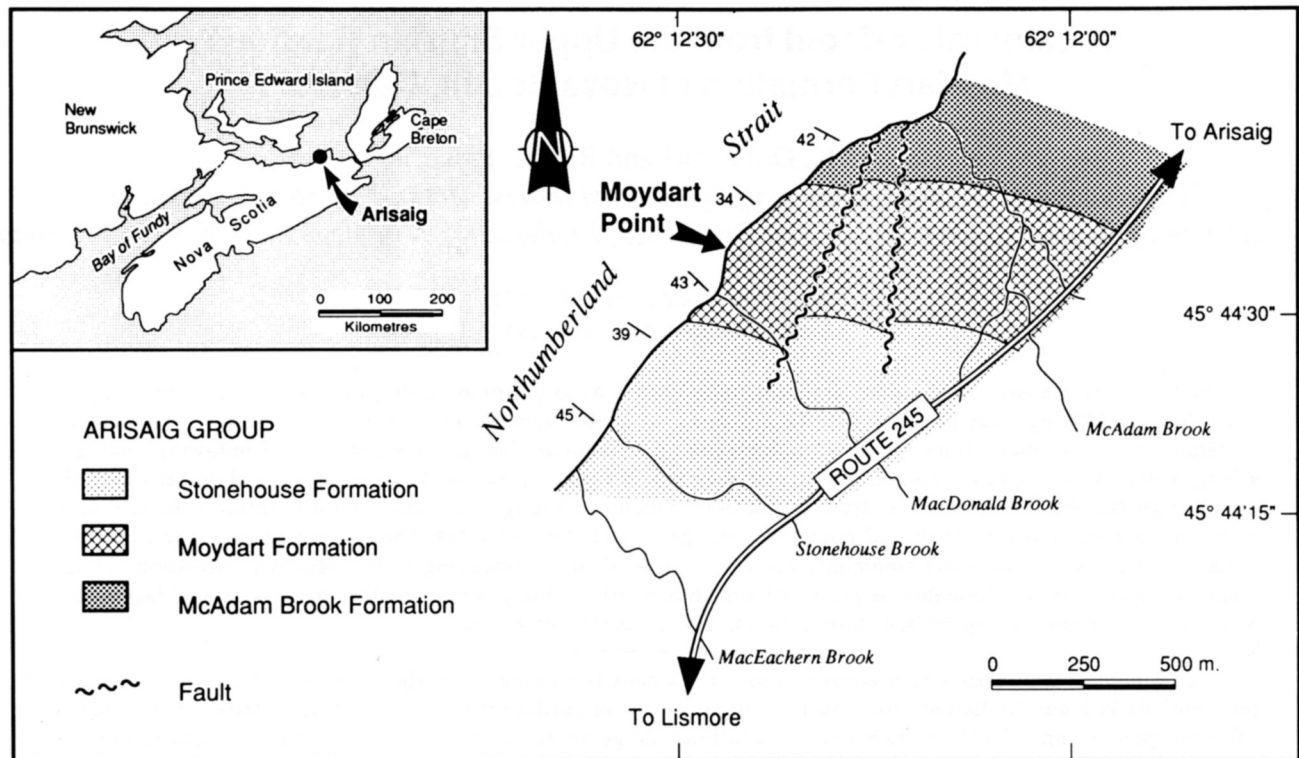 New
Brunswick
Prince Edward Island
Cape
Breton
Arisaig
Bay of Fundy
Nova Scotia
0 100 200
Kilometres
ARISAIG GROUP
Stonehouse Formation
Moydart Formation
McAdam Brook Formation
Fault
62° 12'30"
62° 12'00"
N
Northumberland
Strait
Moydart
Point
42
34
43
39
45
To Arisaig
45° 44'30"
45° 44'15"
McAdam Brook
ROUTE 245
MacDonald Brook
Stonehouse Brook
MacEachern Brook
To Lismore
0 250 500 m.